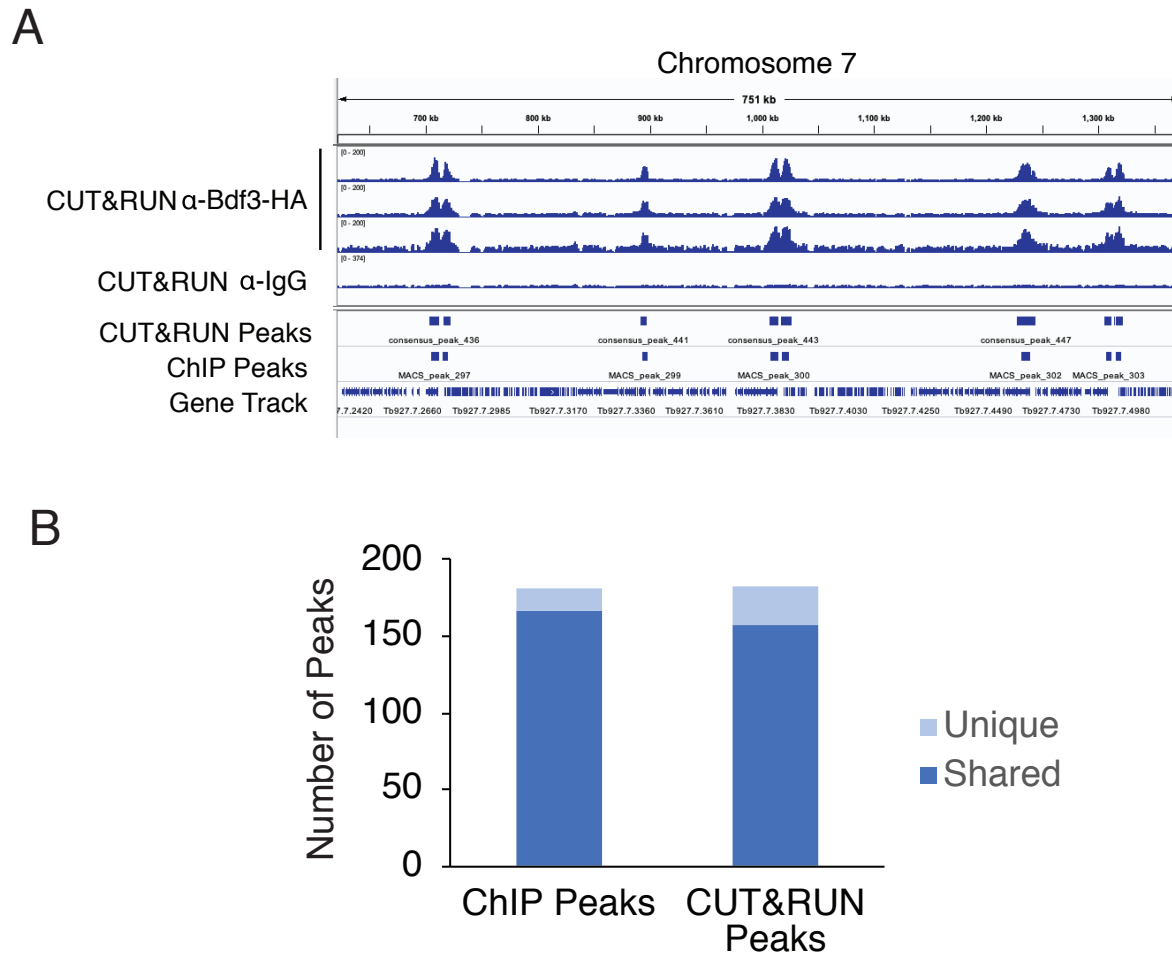 A
Chromosome 7
751 kb
700 kb 800 kb 900 kb 1,000 kb 1,100 kb 1,200 kb 1,300 kb
[0 - 200]
[0 - 200]
CUT&RUN α-Bdf3-HA
[0 - 200]
[0 - 374]
CUT&RUN α-IgG
CUT&RUN Peaks
consensus_peak_436 consensus_peak_441 consensus_peak_443 consensus_peak_447
ChIP Peaks
MACS_peak_297 MACS_peak_299 MACS_peak_300 MACS_peak_302 MACS_peak_303
Gene Track
7.7.2420 Tb927.7.2660 Tb927.7.2985 Tb927.7.3170 Tb927.7.3360 Tb927.7.3610 Tb927.7.3830 Tb927.7.4030 Tb927.7.4250 Tb927.7.4490 Tb927.7.4730 Tb927.7.4980
B
Number of Peaks
200
150
100
50
0
ChIP Peaks
CUT&RUN
Peaks
Unique
Shared